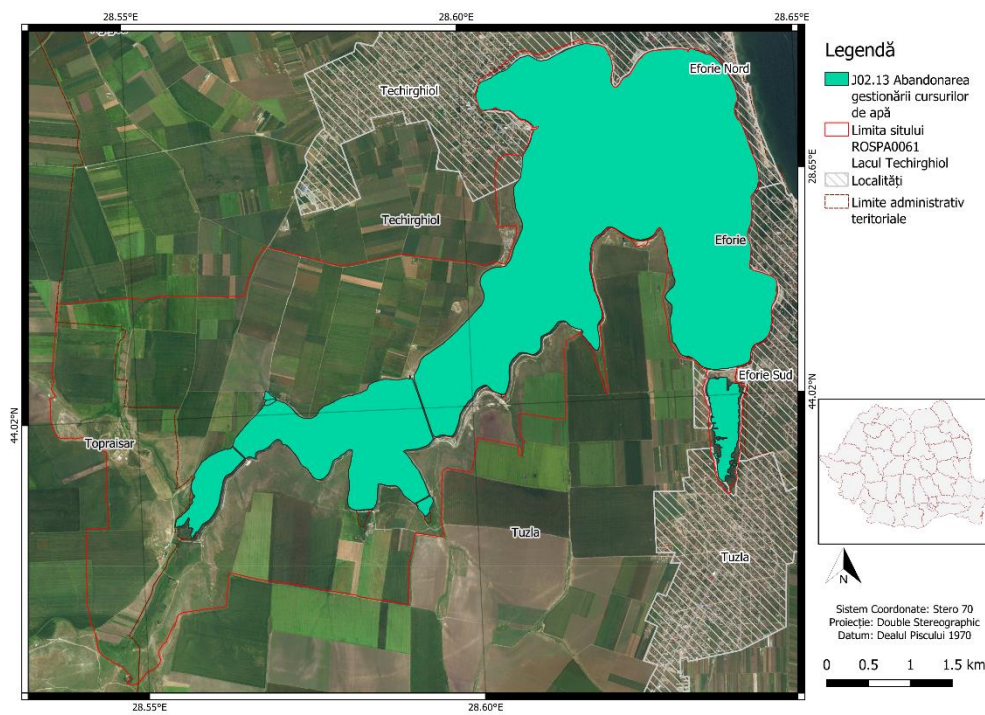 28.55°E
28.60°E
28.65°E
Techirghiol
Eforie Nord
28.65°E
Techirghiol
Eforie
Eforie Sud
44.02°N
44.02°N
Topraisar
Tuzla
Tuzla
28.55°E
28.60°E
Legendă
J02.13 Abandonarea
gestionării cursurilor
de apă
Limita sitului
ROSPA0061
Lacul Techirghiol
Localități
Limite administrativ
teritoriale
N
Sistem Coordonate: Stero 70
Proiecție: Double Stereographic
Datum: Dealul Piscului 1970
0 0.5 1 1.5 km